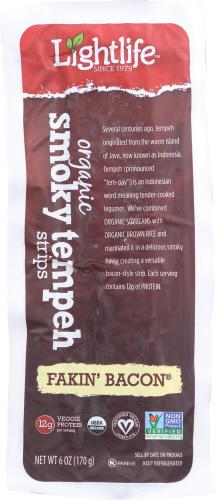 Lightlife™
SINCE 1979
organic
smoky tempeh
strips
Several centuries ago, tempeh
originated from the warm island
of Java, now known as Indonesia.
Tempeh (pronounced
"tem-pay") is an Indonesian
word meaning tender-cooked
legumes. We've combined
ORGANIC SOYBEANS with
ORGANIC BROWN RICE and
marinated it in a delicious smoky
flavor, creating a versatile
bacon-style strip. Each serving
contains 12g of PROTEIN.
FAKIN' BACON®
12g VEGGIE
PROTEIN
per serving
USDA
ORGANIC
CERTIFIED VEGAN
NON
GMO
Project
VERIFIED
SELL BY DATE ON PACKAGE
NET WT 6 OZ (170 g)
K PAREVE
KEEP REFRIGERATED